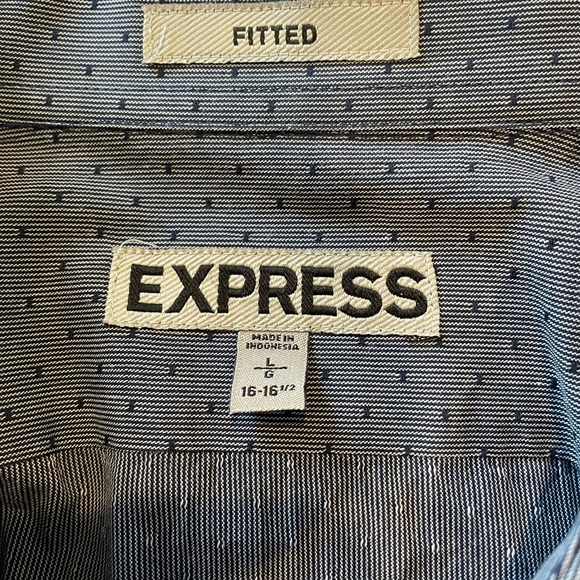 FITTED
EXPRESS
MADE IN
INDONESIA
L
G
16-16 1/2